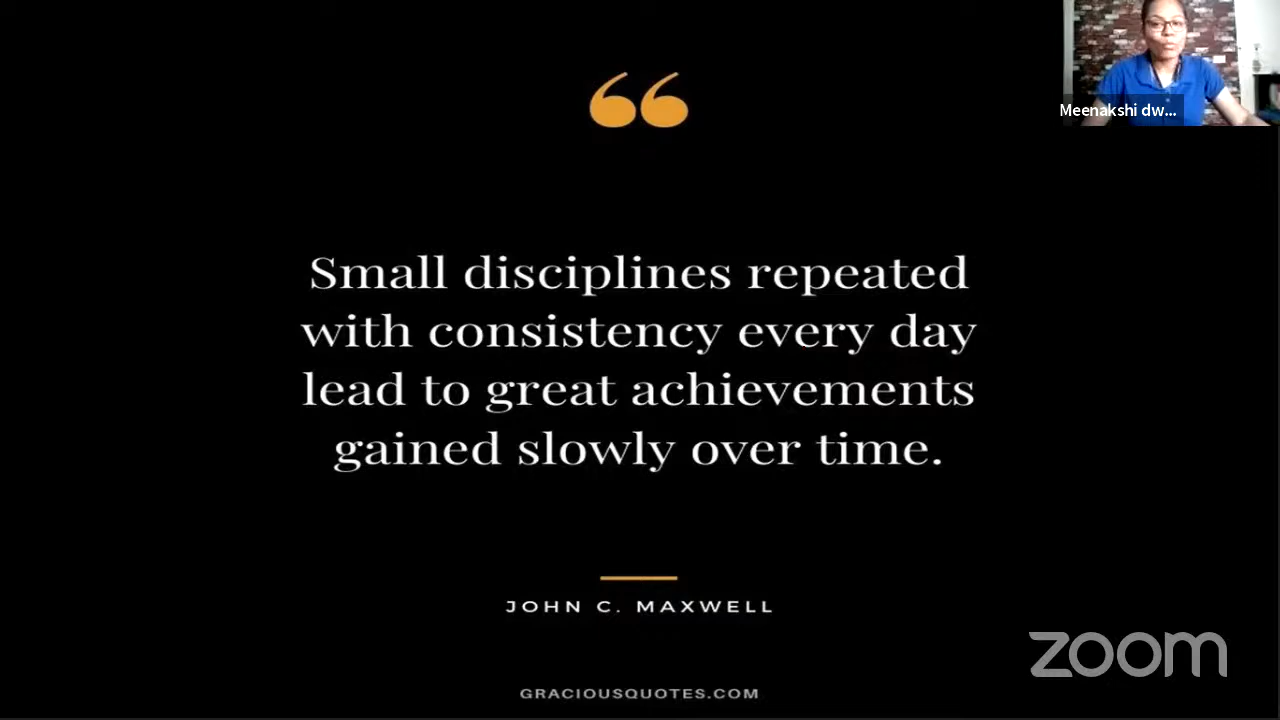 Meenakshi dw...
❝
Small disciplines repeated
with consistency every day
lead to great achievements
gained slowly over time.
JOHN C. MAXWELL
zoom
GRACIOUSQUOTES.COM